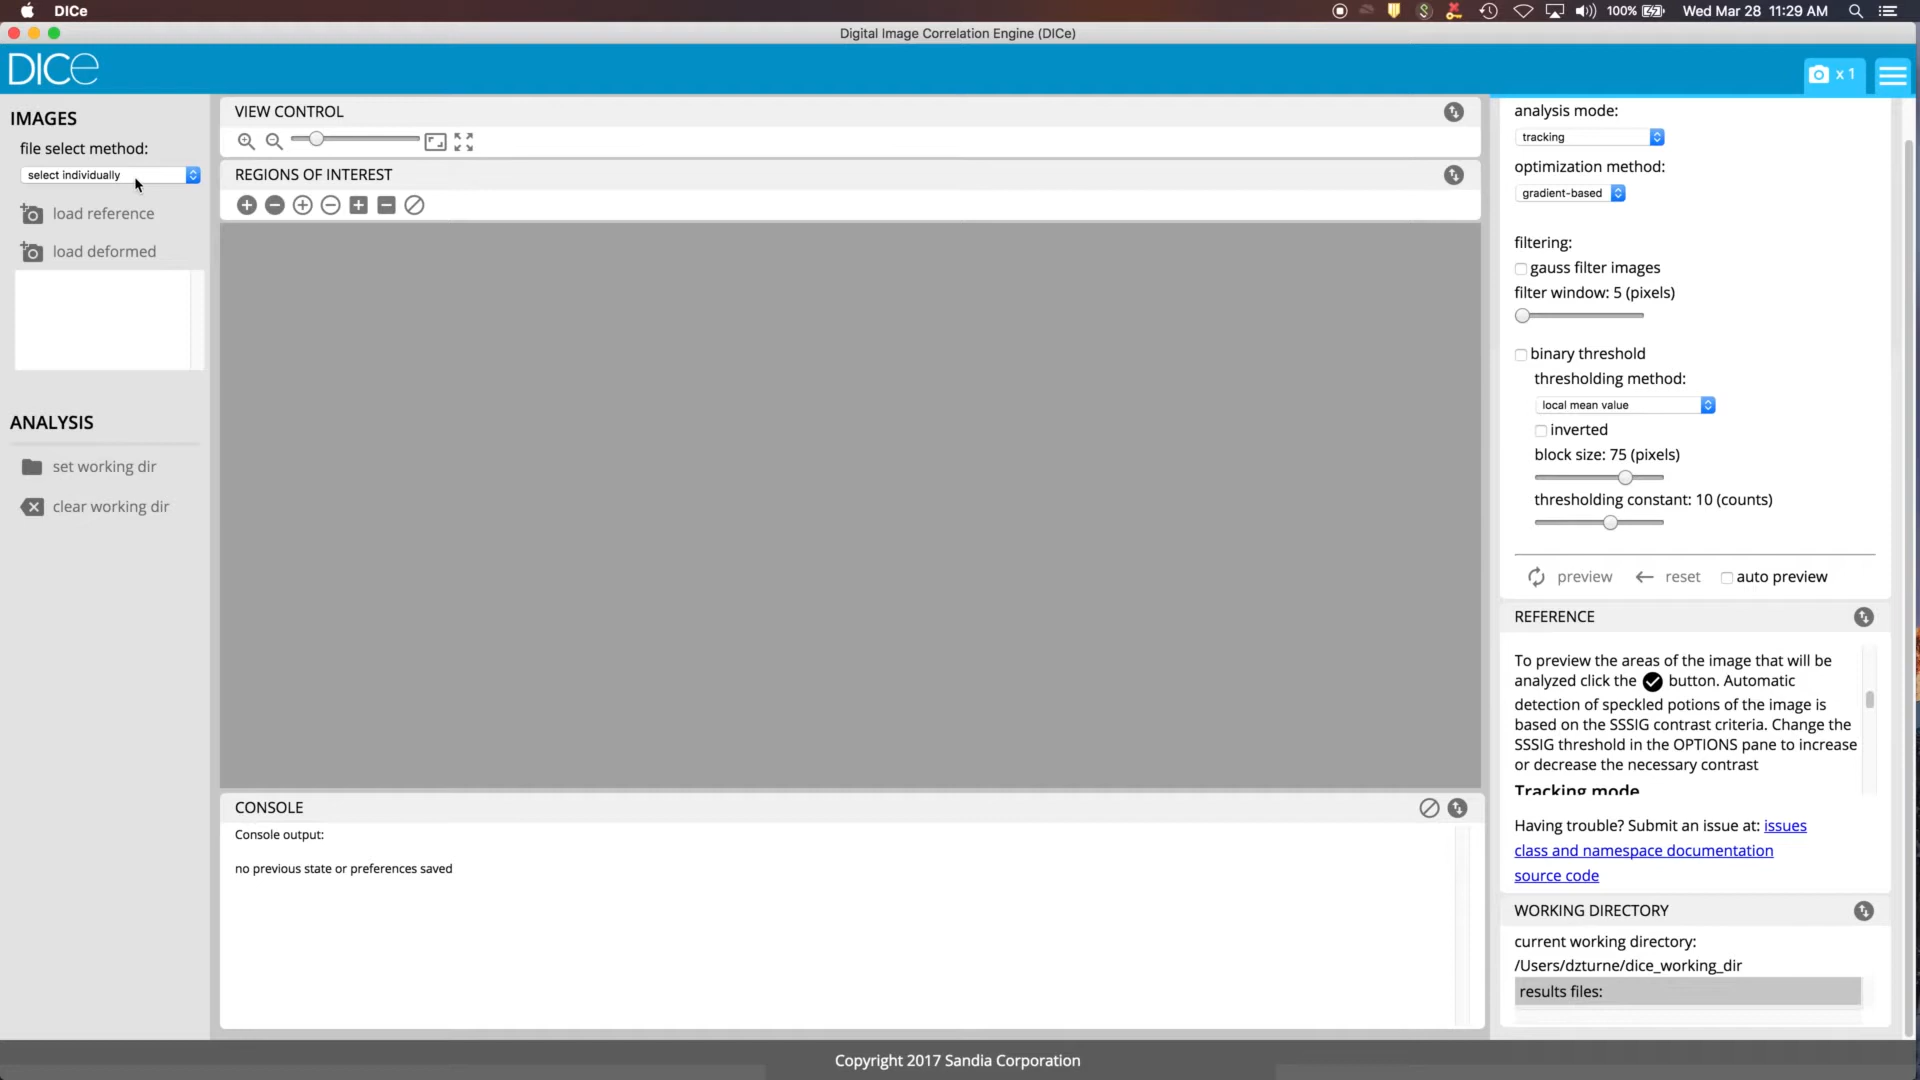 DICe
100%
Wed Mar 28 11:29 AM
Digital Image Correlation Engine (DICe)
DICe
x 1
IMAGES
file select method:
select individually
load reference
load deformed
ANALYSIS
set working dir
clear working dir
VIEW CONTROL
REGIONS OF INTEREST
CONSOLE
Console output:
no previous state or preferences saved
analysis mode:
tracking
optimization method:
gradient-based
filtering:
gauss filter images
filter window: 5 (pixels)
binary threshold
thresholding method:
local mean value
inverted
block size: 75 (pixels)
thresholding constant: 10 (counts)
preview
reset
auto preview
REFERENCE
To preview the areas of the image that will be
analyzed click the button. Automatic
detection of speckled potions of the image is
based on the SSSIG contrast criteria. Change the
SSSIG threshold in the OPTIONS pane to increase
or decrease the necessary contrast
Tracking mode
Having trouble? Submit an issue at: issues
class and namespace documentation
source code
WORKING DIRECTORY
current working directory:
/Users/dzturne/dice_working_dir
results files:
Copyright 2017 Sandia Corporation